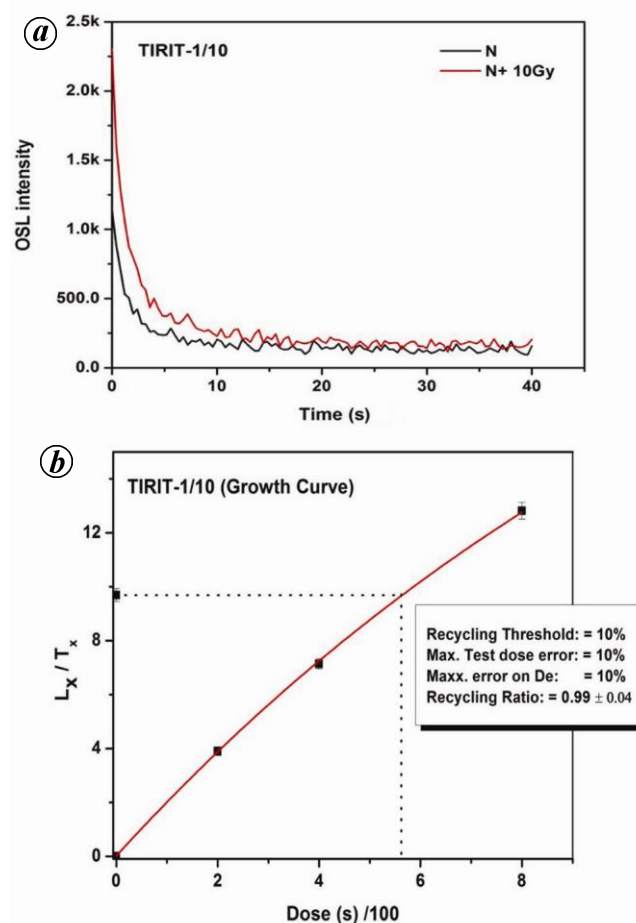 a
TIRIT-1/10
N
N+ 10Gy
2.5k
2.0k
1.5k
1.0k
500.0
0.0
OSL intensity
0 10 20 30 40
Time (s)
b
TIRIT-1/10 (Growth Curve)
12
8
4
0
Lx / Tx
Recycling Threshold: = 10%
Max. Test dose error: = 10%
Maxx. error on De: = 10%
Recycling Ratio: = 0.99 ± 0.04
0 2 4 6 8
Dose (s) /100